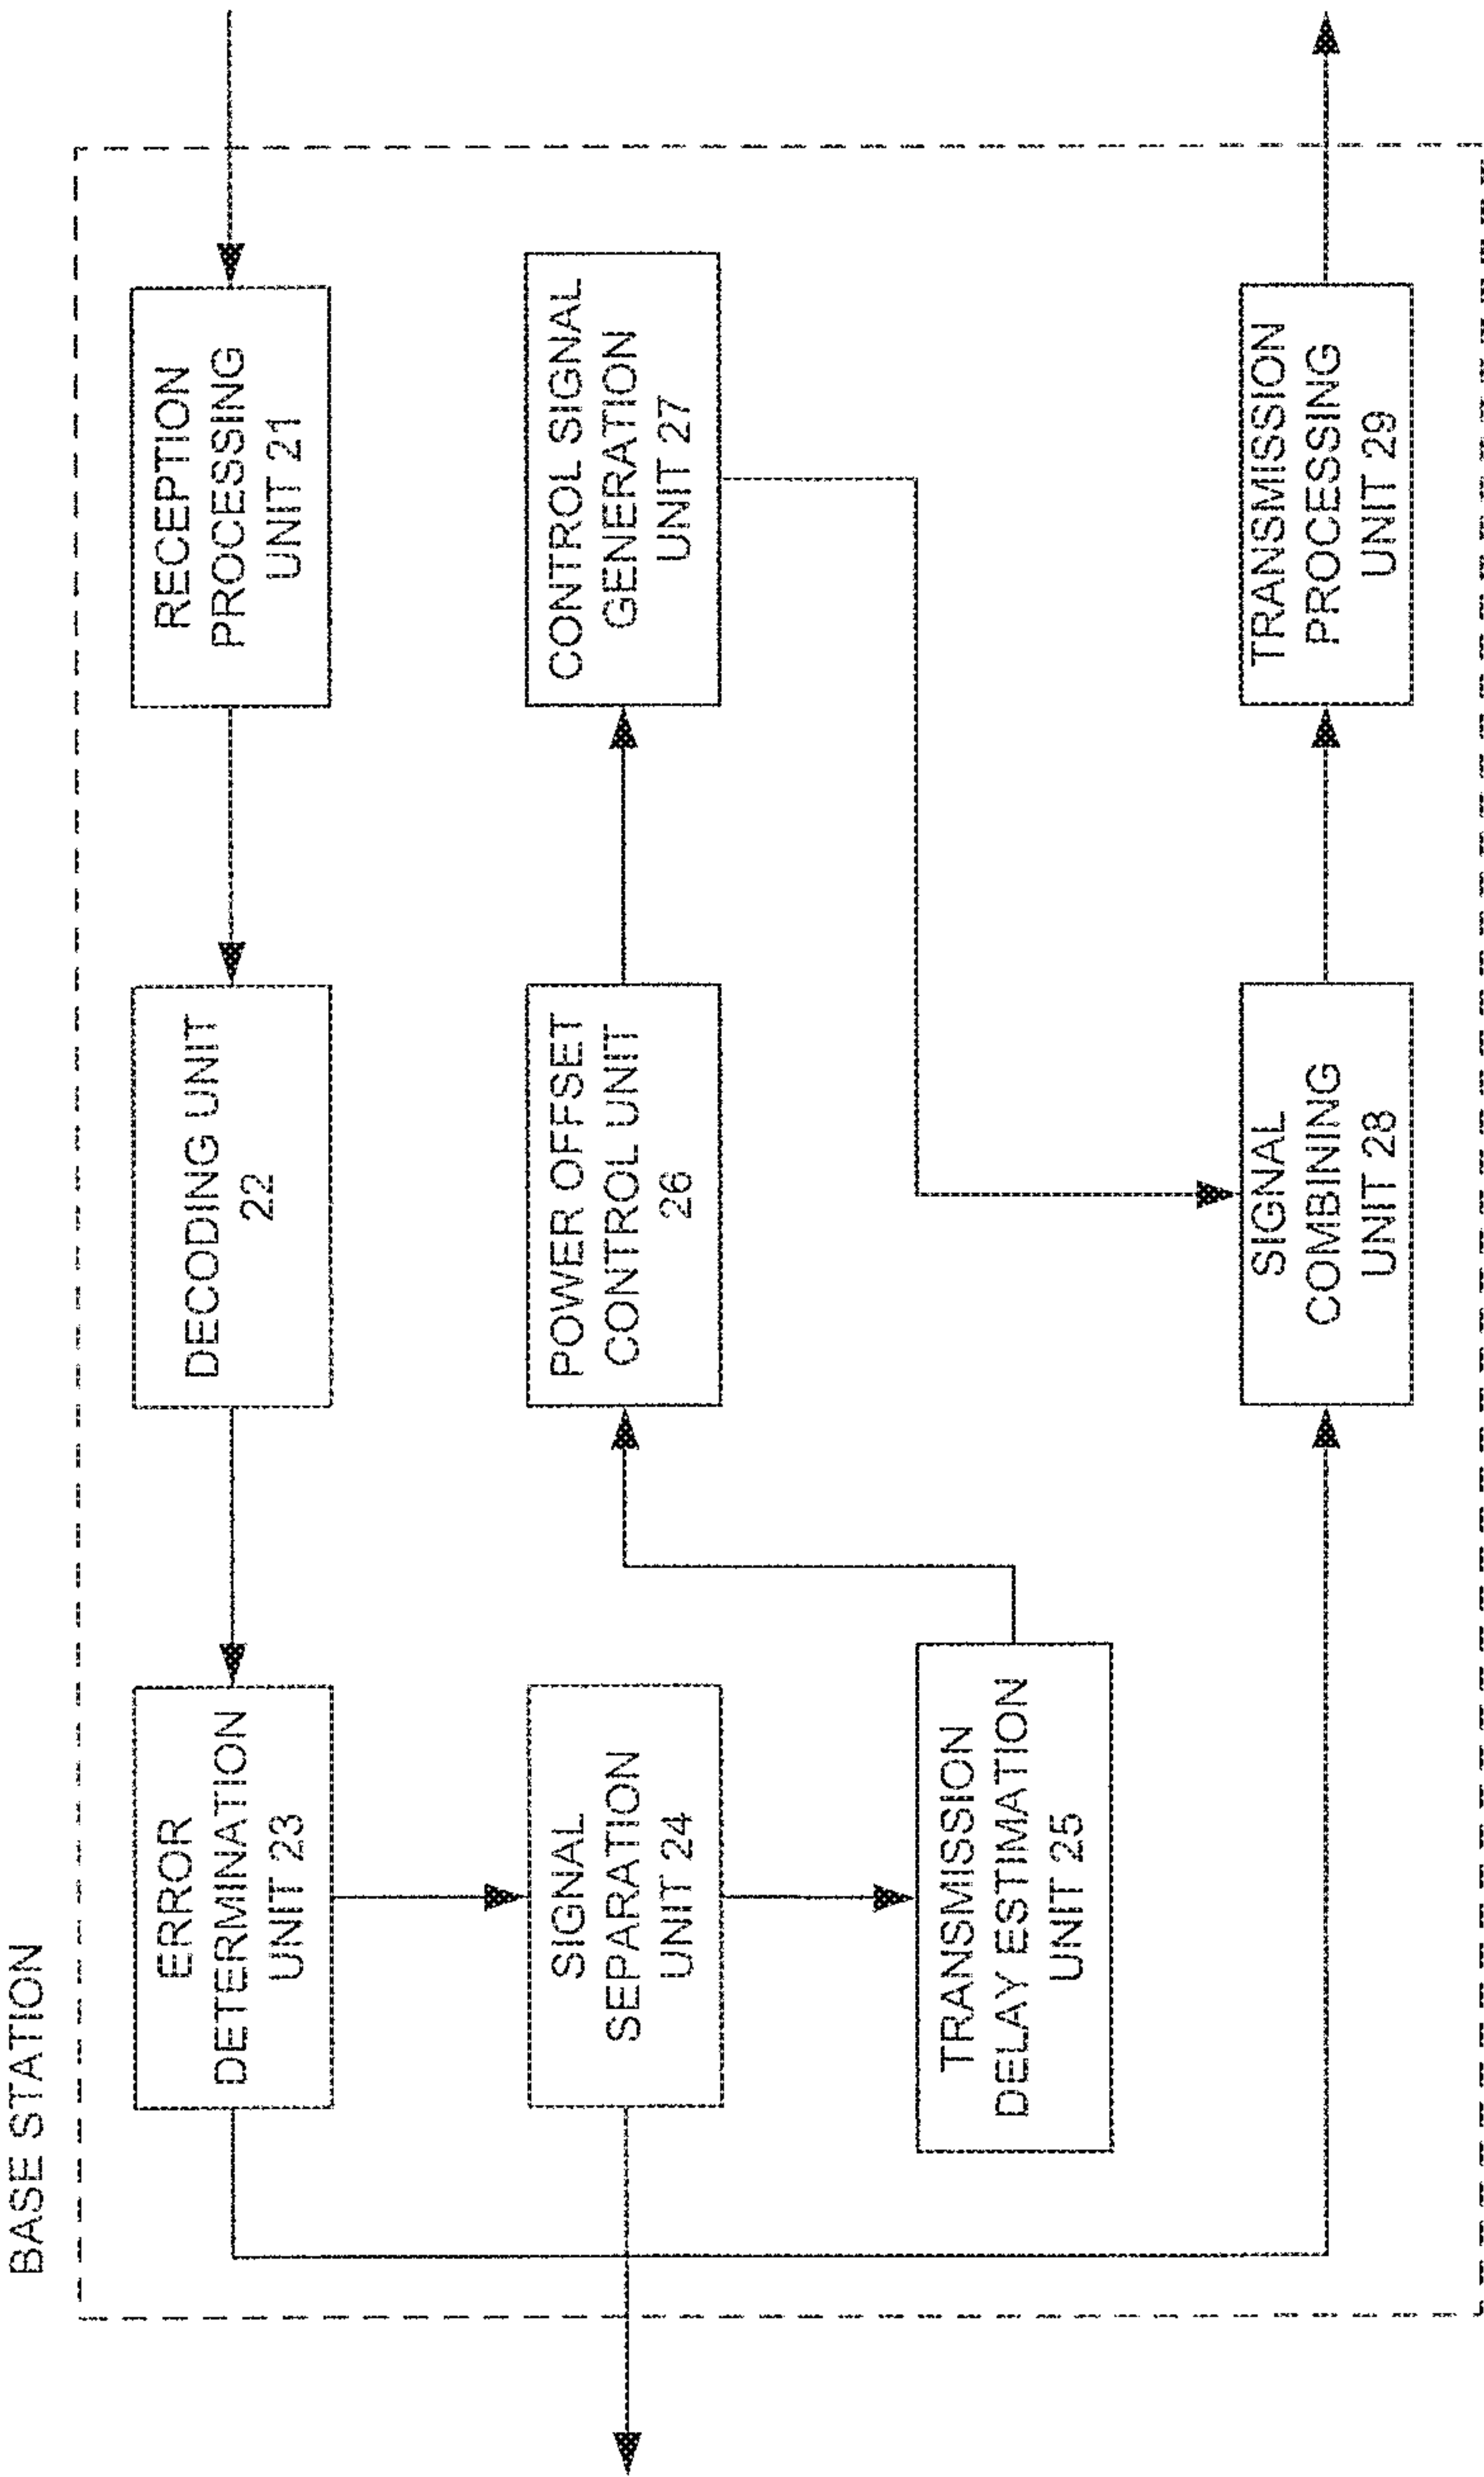 BASE STATION
ERROR
DETERMINATION
UNIT 23
DECODING UNIT
22
RECEPTION
PROCESSING
UNIT 21
SIGNAL
SEPARATION
UNIT 24
POWER OFFSET
CONTROL UNIT
26
CONTROL SIGNAL
GENERATION
UNIT 27
TRANSMISSION
DELAY ESTIMATION
UNIT 25
SIGNAL
COMBINING
UNIT 28
TRANSMISSION
PROCESSING
UNIT 29